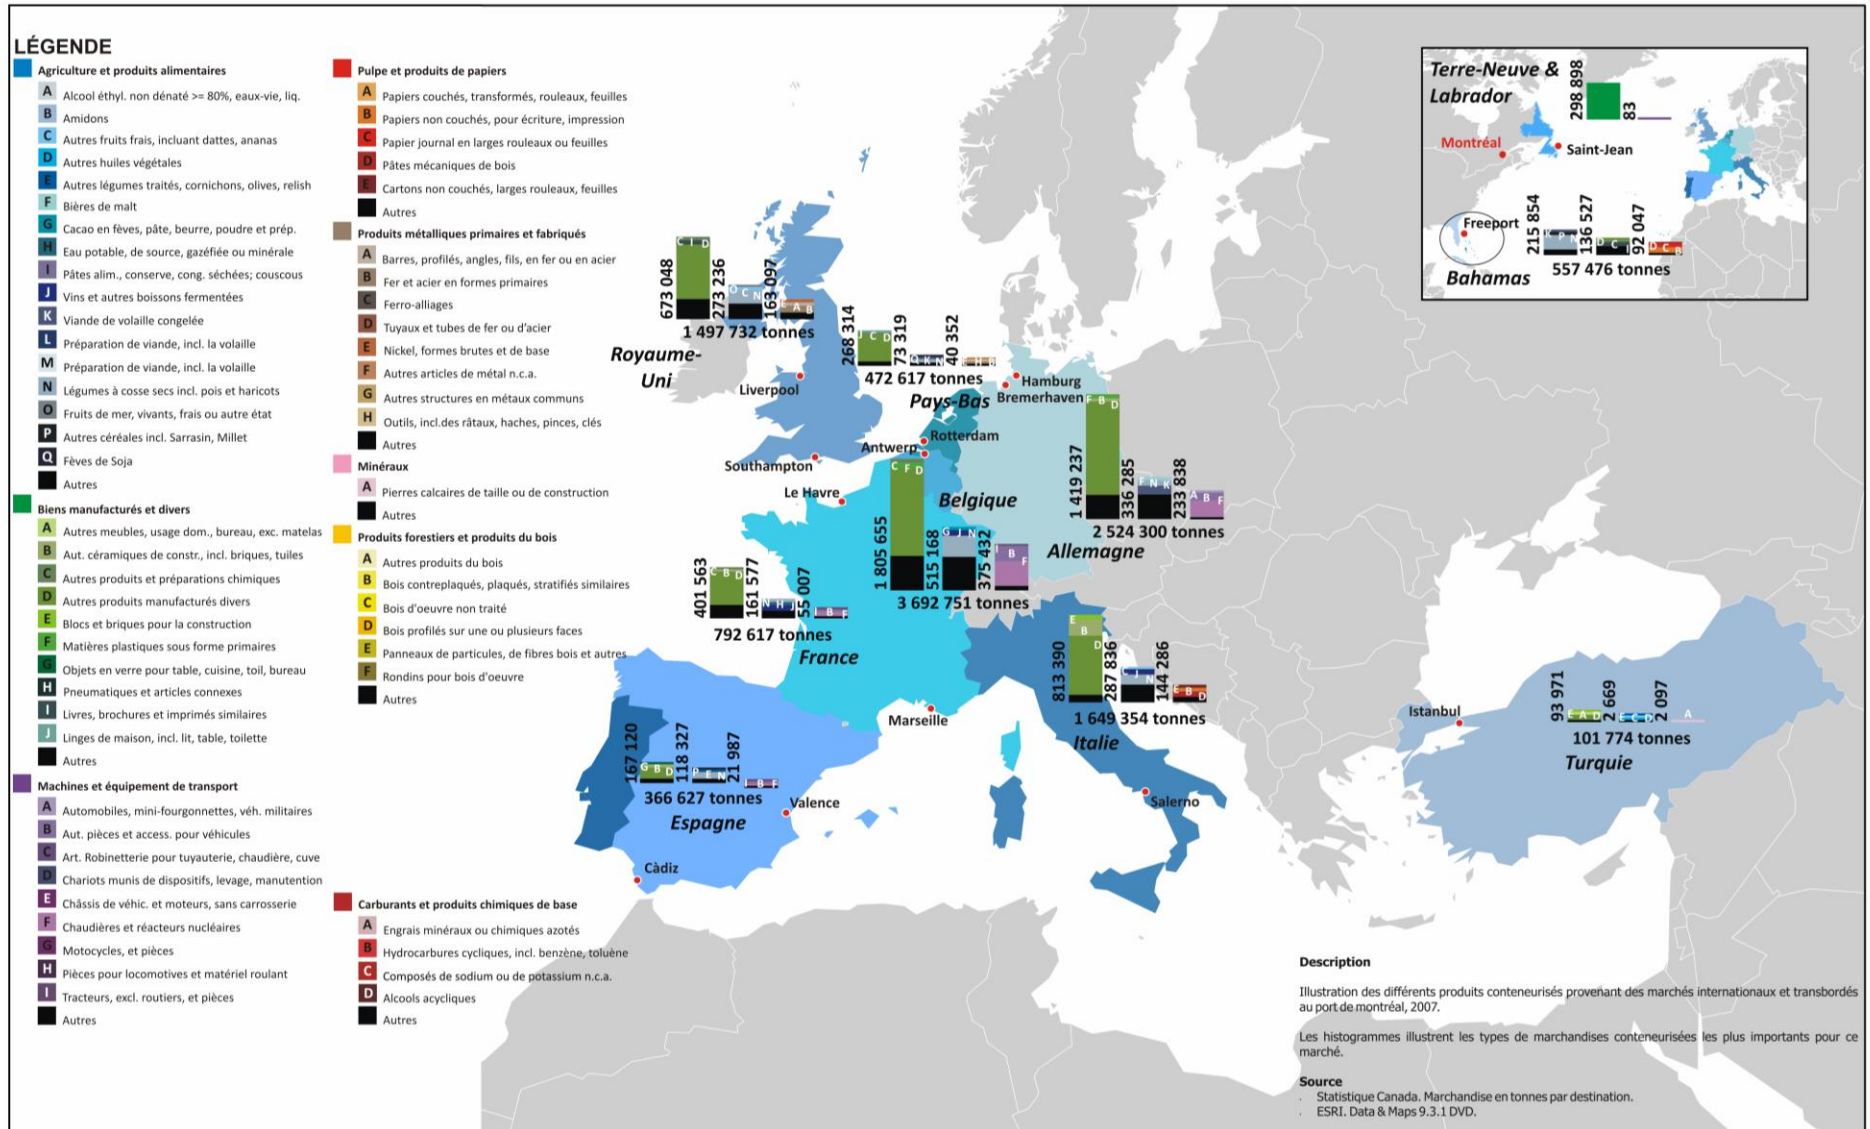 LÉGENDE
Agriculture et produits alimentaires
A Alcool éthyl. non dénaté >= 80%, eaux-vie, liq.
B Amidons
C Autres fruits frais, incluant dattes, ananas
D Autres huiles végétales
E Autres légumes traités, cornichons, olives, relish
F Bières de malt
G Cacao en fèves, pâte, beurre, poudre et prép.
H Eau potable, de source, gazéfiie ou minérale
I Pâtes alim., conserve, cong. séchées; couscous
J Vins et autres boissons fermentées
K Viande de volaille congelée
L Préparation de viande, incl. la volaille
M Préparation de viande, incl. la volaille
N Légumes à cosse secs incl. pois et haricots
O Fruits de mer, vivants, frais ou autre état
P Autres céréales incl. Sarrasin, Millet
Q Fèves de Soja
Autres
Biens manufacturés et divers
A Autres meubles, usage dom., bureau, exc. matelas
B Aut. céramiques de constr., incl. briques, tuiles
C Autres produits et préparations chimiques
D Autres produits manufacturés divers
E Blocs et briques pour la construction
F Matières plastiques sous forme primaires
G Objets en verre pour table, cuisine, toil, bureau
H Pneumatiques et articles connexes
I Livres, brochures et imprimés similaires
J Linges de maison, incl. lit, table, toilette
Autres
Machines et équipement de transport
A Automobiles, mini-fourgonnettes, véh. militaires
B Aut. pièces et access. pour véhicules
C Art. Robinetterie pour tuyauterie, chaudière, cuve
D Chariots munis de dispositifs, levage, manutention
E Châssis de véhic. et moteurs, sans carrosserie
F Chaudières et réacteurs nucléaires
G Motocycles, et pièces
H Pièces pour locomotives et matériel roulant
I Tracteurs, excl. routiers, et pièces
Autres
Pulpe et produits de papiers
A Papiers couchés, transformés, rouleaux, feuilles
B Papiers non couchés, pour écriture, impression
C Papier journal en larges rouleaux ou feuilles
D Pâtes mécaniques de bois
E Cartons non couchés, larges rouleaux, feuilles
Autres
Produits métalliques primaires et fabriqués
A Barres, profilés, angles, fils, en fer ou en acier
B Fer et acier en formes primaires
C Ferro-alliages
D Tuyaux et tubes de fer ou d'acier
E Nickel, formes brutes et de base
F Autres articles de métal n.c.a.
G Autres structures en métaux communs
H Outils, incl.des râtaux, haches, pinces, clés
Autres
Minéraux
A Pierres calcaires de taille ou de construction
Autres
Produits forestiers et produits du bois
A Autres produits du bois
B Bois contreplaqués, plaqués, stratifiés similaires
C Bois d'oeuvre non traité
D Bois profilés sur une ou plusieurs faces
E Panneaux de particules, de fibres bois et autres
F Rondins pour bois d'oeuvre
Autres
Carburants et produits chimiques de base
A Engrais minéraux ou chimiques azotés
B Hydrocarbures cycliques, incl. benzène, toluène
C Composés de sodium ou de potassium n.c.a.
D Alcools acycliques
Autres
673 048 C I D
273 236 O C N
163 097 A B
1 497 732 tonnes
Royaume-
Uni
Liverpool
Southampton
268 314 J C D
73 319 Q K N
40 352 H B
472 617 tonnes
Pays-Bas
Hamburg
Bremerhaven
Rotterdam
Antwerp
Le Havre
Belgique
1 805 655 C F D
515 168 G J N
375 432 I B F
3 692 751 tonnes
1 419 237 F B D
336 285 F N K
233 838 A B F
2 524 300 tonnes
Allemagne
401 563 C B D
161 577 N H J
55 007 B F
792 617 tonnes
France
Marseille
813 390 E B D
287 836 J N
144 286 E B D
1 649 354 tonnes
Italie
Salerno
167 120 G B D
118 327 P E N
21 987 B F
366 627 tonnes
Espagne
Valence
Càdiz
Istanbul
93 971 E A D
2 669 E C D
2 097 A
101 774 tonnes
Turquie
Terre-Neuve &
Labrador
298 898
83
Montréal
Saint-Jean
Freeport
215 854 K P N
136 527 D C I
92 047 D C B
557 476 tonnes
Bahamas
Description
Illustration des différents produits conteneurisés provenant des marchés internationaux et transbordés
au port de montréal, 2007.
Les histogrammes illustrent les types de marchandises conteneurisées les plus importants pour ce
marché.
Source
. Statistique Canada. Marchandise en tonnes par destination.
. ESRI. Data & Maps 9.3.1 DVD.